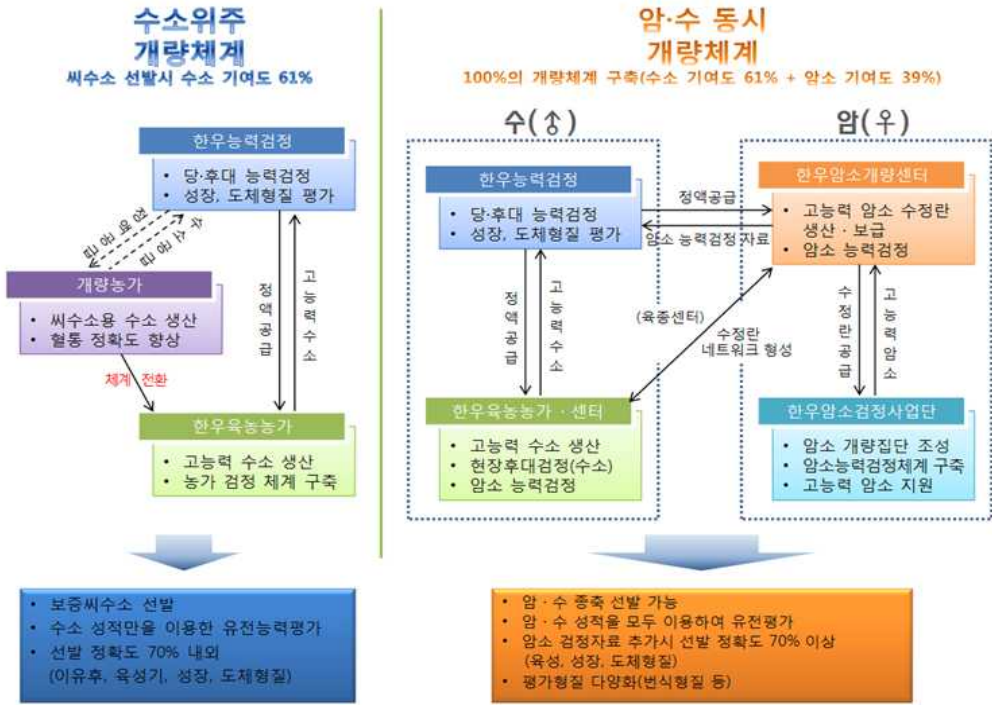 수소위주
개량체계
씨수소 선발시 수소 기여도 61%
한우능력검정
• 당·후대 능력검정
• 성장, 도체형질 평가
정액공급
수소공급
개량농가
• 씨수소용 수소 생산
• 혈통 정확도 향상
체계 전환
정액공급
고능력수소
한우육농농가
• 고능력 수소 생산
• 농가 검정 체계 구축
• 보증씨수소 선발
• 수소 성적만을 이용한 유전능력평가
• 선발 정확도 70% 내외
(이유후, 육성기, 성장, 도체형질)
암·수 동시
개량체계
100%의 개량체계 구축(수소 기여도 61% + 암소 기여도 39%)
수(♂)
한우능력검정
• 당·후대 능력검정
• 성장, 도체형질 평가
정액공급
고능력수소
한우육농농가 · 센터
• 고능력 수소 생산
• 현장후대검정(수소)
• 암소 능력검정
정액공급
암소 능력검정 자료
(육종센터)
수정란
네트워크 형성
암(♀)
한우암소개량센터
• 고능력 암소 수정란
생산 · 보급
• 암소 능력검정
수정란공급
고능력암소
한우암소검정사업단
• 암소 개량집단 조성
• 암소능력검정체계 구축
• 고능력 암소 지원
• 암 · 수 종축 선발 가능
• 암 · 수 성적을 모두 이용하여 유전평가
• 암소 검정자료 추가시 선발 정확도 70% 이상
(육성, 성장, 도체형질)
• 평가형질 다양화(번식형질 등)